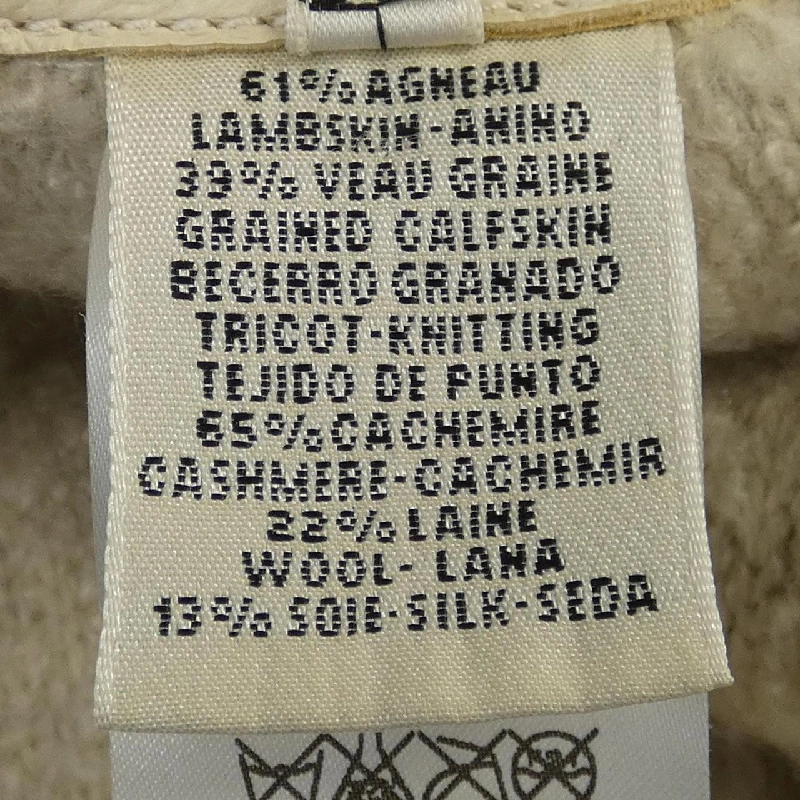 61% AGNEAU
LAMBSKIN-ANINO
39% VEAU GRAINE
GRAINED CALFSKIN
BECERRO GRANADO
TRICOT-KNITTING
TEJIDO DE PUNTO
65% CACHEMIRE
CASHMERE-CACHEMIR
22% LAINE
WOOL- LANA
13% SOIE-SILK-SEDA